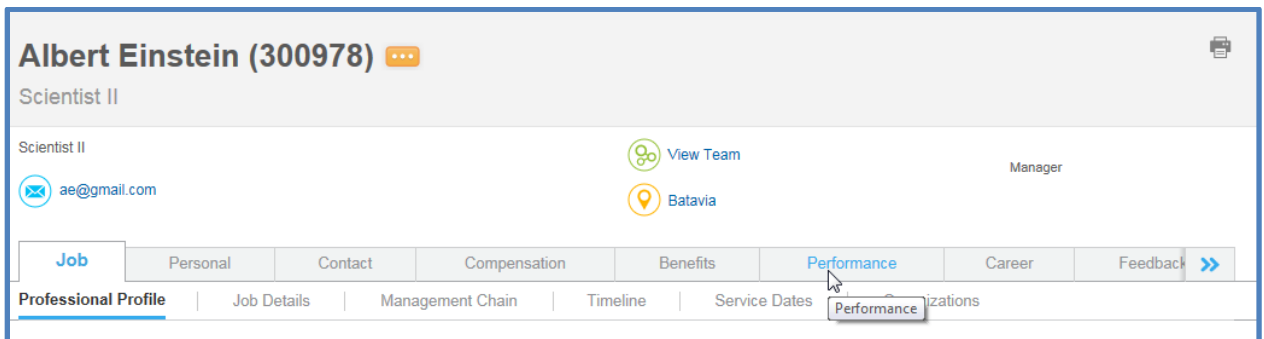 Albert Einstein (300978)
Scientist II
Scientist II
View Team
Manager
ae@gmail.com
Batavia
Job Personal Contact Compensation Benefits Performance Career Feedback
Professional Profile Job Details Management Chain Timeline Service Dates
Performance